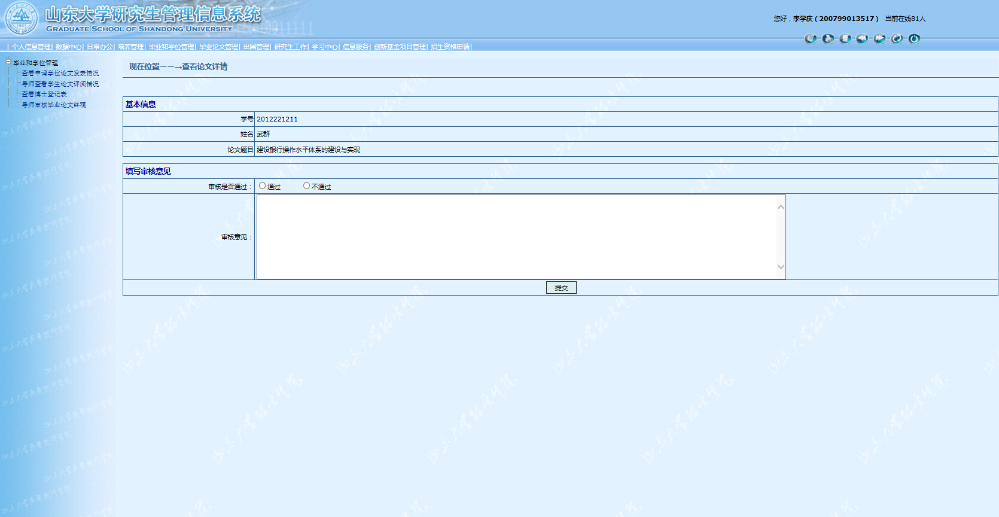 山东大学研究生管理信息系统
GRADUATE SCHOOL OF SHANDONG UNIVERSITY
您好，李学庆（200799013517） 当前在线81人
| 个人信息管理| 数据中心| 日常办公| 培养管理| 毕业和学位管理| 毕业论文管理| 出国管理| 研究生工作| 学习中心| 信息服务| 创新基金项目管理| 招生资格申请|
毕业和学位管理
查看申请学位论文发表情况
导师查看学生论文评阅情况
查看博士登记表
导师审核毕业论文终稿
现在位置——→查看论文详情
基本信息
学号 2012221211
姓名 武群
论文题目 建设银行操作水平体系的建设与实现
填写审核意见
审核是否通过： 通过 不通过
审核意见：
提交